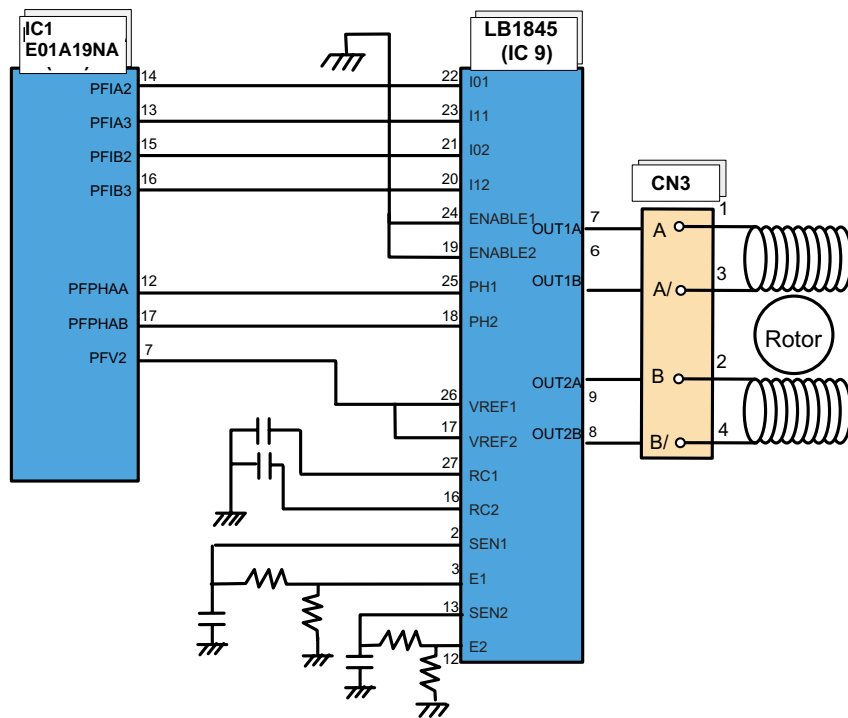 IC1
E01A19NA
LB1845
(IC 9)
PFIA2 14 22 I01
PFIA3 13 23 I11
PFIB2 15 21 I02
PFIB3 16 20 I12
CN3
24 ENABLE1
19 ENABLE2
OUT1A 7
6
OUT1B
A 1
A/ 3
PFPHAA 12 25 PH1
PFPHAB 17 18 PH2
PFV2 7
Rotor
26 VREF1
17 VREF2
OUT2A
9
OUT2B 8
B 2
B/ 4
27 RC1
16 RC2
2 SEN1
3 E1
13 SEN2
12 E2